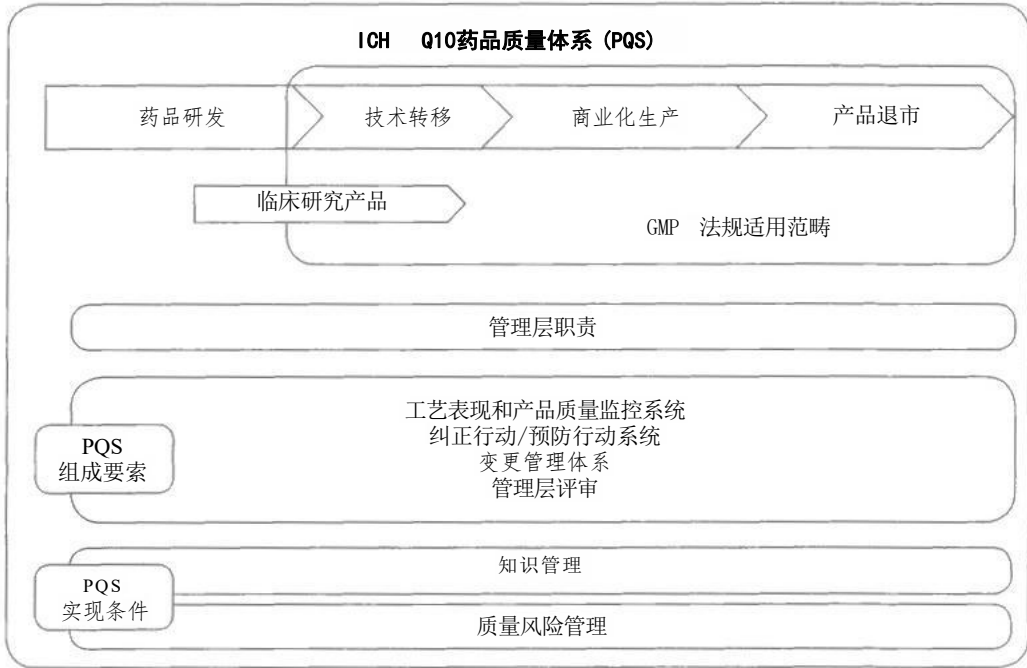 ICH Q10药品质量体系 (PQS)
药品研发
技术转移
商业化生产
产品退市
临床研究产品
GMP 法规适用范畴
管理层职责
工艺表现和产品质量监控系统
纠正行动/预防行动系统
变更管理体系
管理层评审
PQS
组成要索
知识管理
PQS
实现条件
质量风险管理